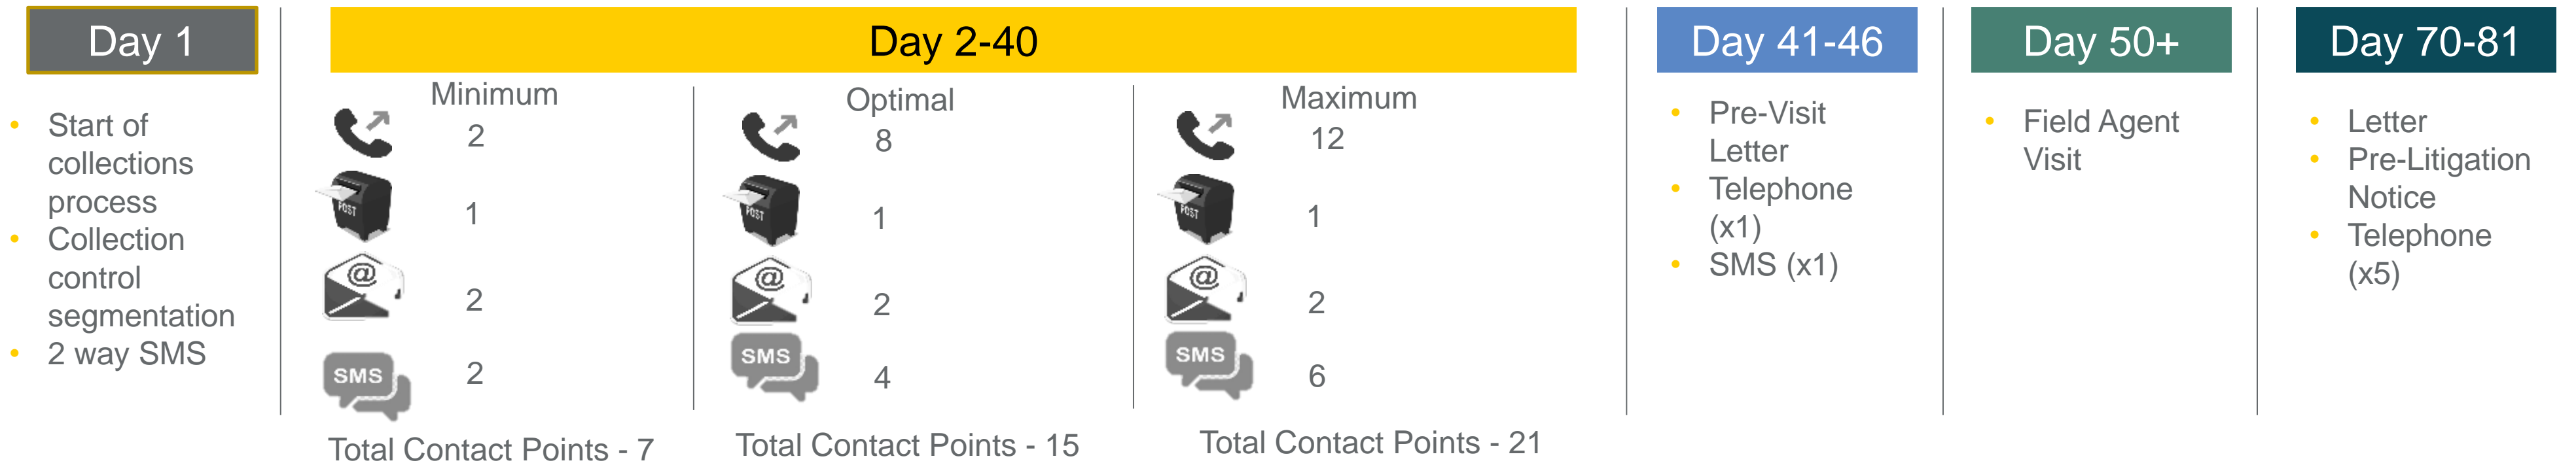 Day 1
• Start of
collections
process
• Collection
control
segmentation
• 2 way SMS
Day 2-40
Minimum
2
POST
1
@
2
SMS
2
Total Contact Points - 7
Optimal
8
POST
1
@
2
SMS
4
Total Contact Points - 15
Maximum
12
POST
1
@
2
SMS
6
Total Contact Points - 21
Day 41-46
• Pre-Visit
Letter
• Telephone
(x1)
• SMS (x1)
Day 50+
• Field Agent
Visit
Day 70-81
• Letter
• Pre-Litigation
Notice
• Telephone
(x5)